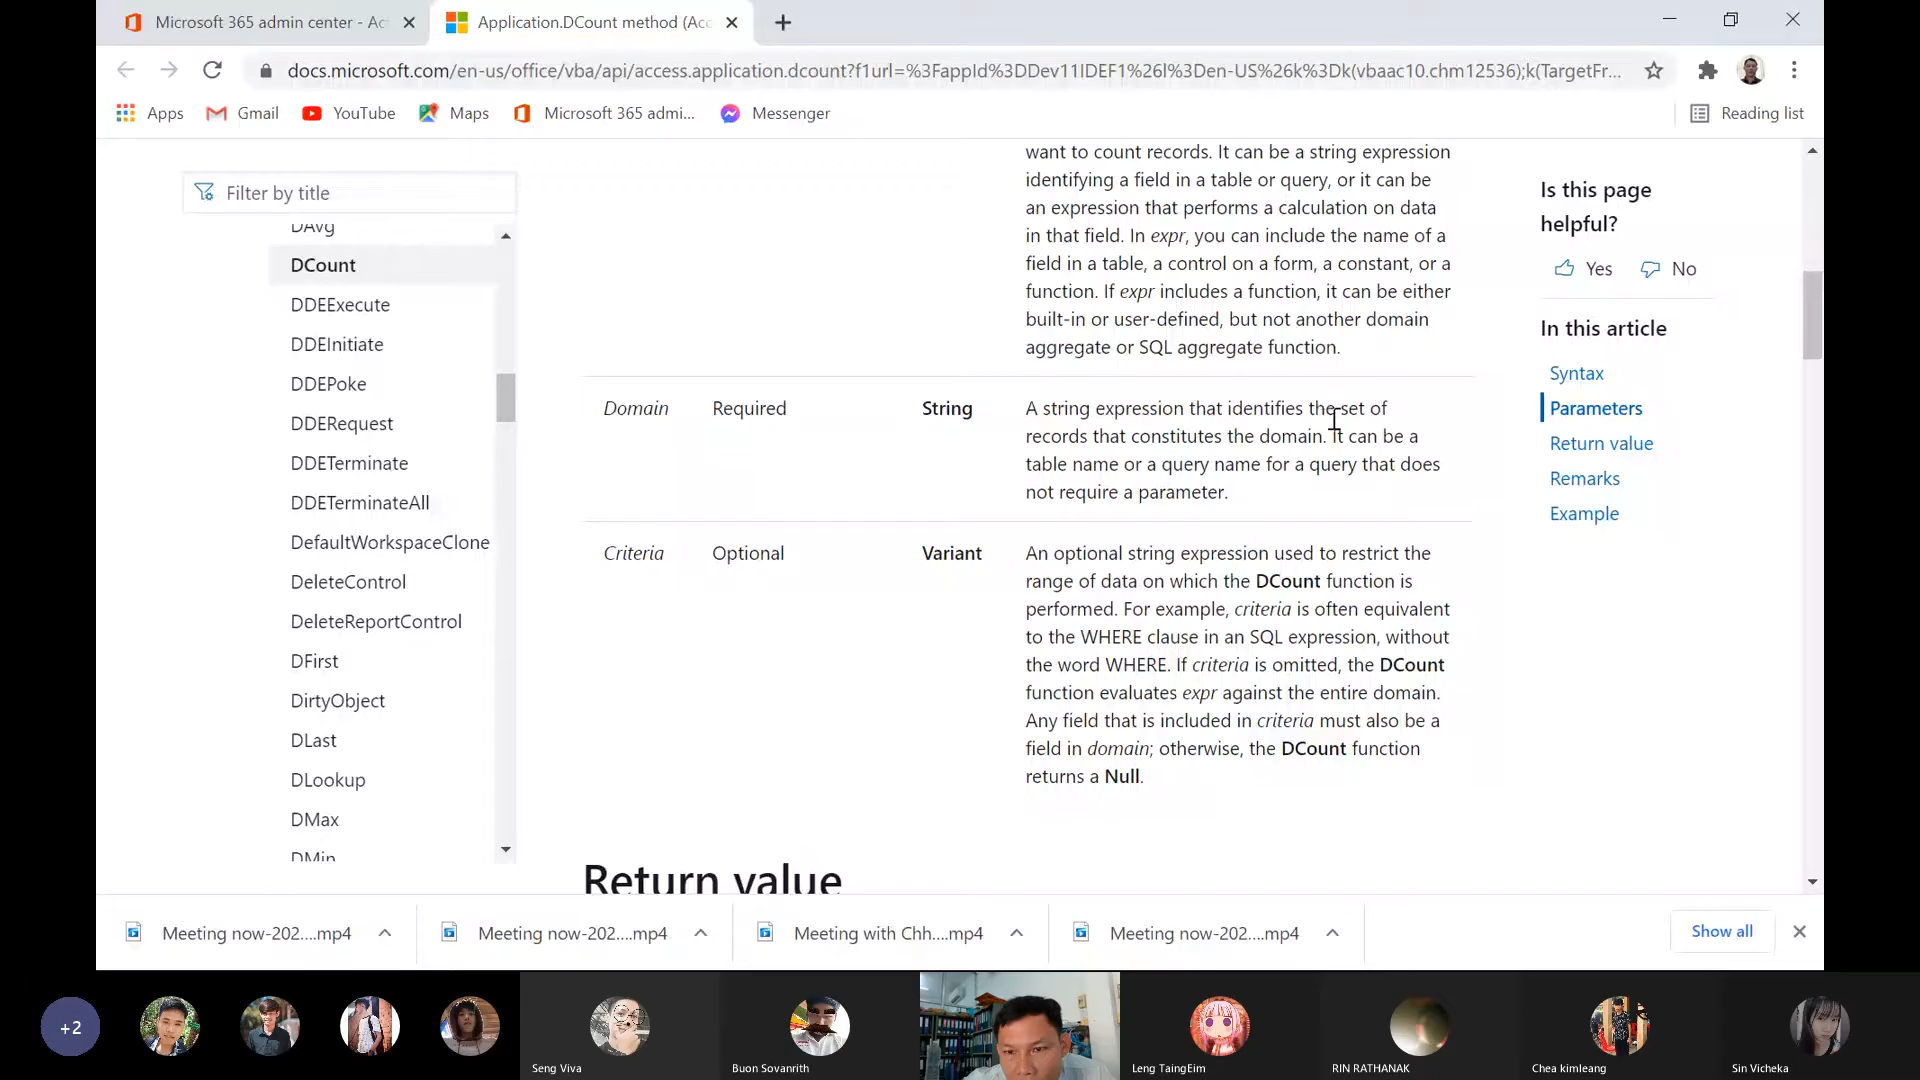 Microsoft 365 admin center - Ac
Application.DCount method (Acc
docs.microsoft.com/en-us/office/vba/api/access.application.dcount?f1url=%3FappId%3DDev11IDEF1%26l%3Den-US%26k%3Dk(vbaac10.chm12536);k(TargetFr...
Apps
Gmail
YouTube
Maps
Microsoft 365 admi...
Messenger
Reading list
Filter by title
DAvg
DCount
DDEExecute
DDEInitiate
DDEPoke
DDERequest
DDETerminate
DDETerminateAll
DefaultWorkspaceClone
DeleteControl
DeleteReportControl
DFirst
DirtyObject
DLast
DLookup
DMax
DMin
want to count records. It can be a string expression
identifying a field in a table or query, or it can be
an expression that performs a calculation on data
in that field. In expr, you can include the name of a
field in a table, a control on a form, a constant, or a
function. If expr includes a function, it can be either
built-in or user-defined, but not another domain
aggregate or SQL aggregate function.
Domain Required String
A string expression that identifies the set of
records that constitutes the domain. It can be a
table name or a query name for a query that does
not require a parameter.
Criteria Optional Variant
An optional string expression used to restrict the
range of data on which the DCount function is
performed. For example, criteria is often equivalent
to the WHERE clause in an SQL expression, without
the word WHERE. If criteria is omitted, the DCount
function evaluates expr against the entire domain.
Any field that is included in criteria must also be a
field in domain; otherwise, the DCount function
returns a Null.
Return value
Is this page
helpful?
Yes
No
In this article
Syntax
Parameters
Return value
Remarks
Example
Meeting now-202....mp4
Meeting now-202....mp4
Meeting with Chh....mp4
Meeting now-202....mp4
Show all
+2
Seng Viva
Buon Sovanrith
Leng TaingEim
RIN RATHANAK
Chea kimleang
Sin Vicheka